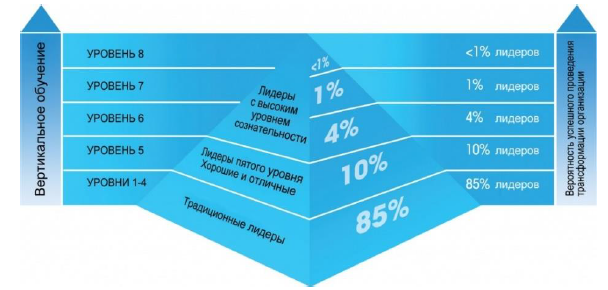 Вертикальное обучение
УРОВЕНЬ 8
<1%
<1% лидеров
УРОВЕНЬ 7
Лидеры
с высоким
уровнем
сознательности
1%
1% лидеров
УРОВЕНЬ 6
4%
4% лидеров
УРОВЕНЬ 5
Лидеры пятого уровня
Хорошие и отличные
10%
10% лидеров
УРОВНИ 1-4
Традиционные лидеры
85%
85% лидеров
Вероятность успешного проведения
трансформации организации